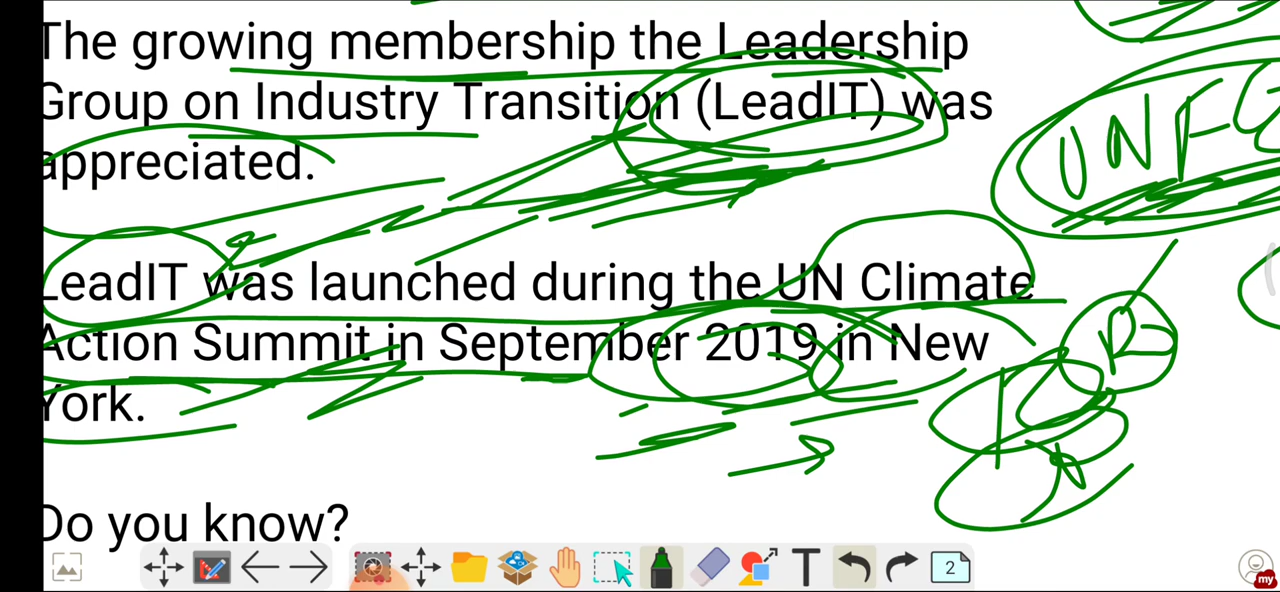 The growing membership the Leadership
Group on Industry Transition (LeadIT) was
appreciated.
UNF
LeadIT was launched during the UN Climate
Action Summit in September 2019 in New
York.
Do you know?
T
2
my